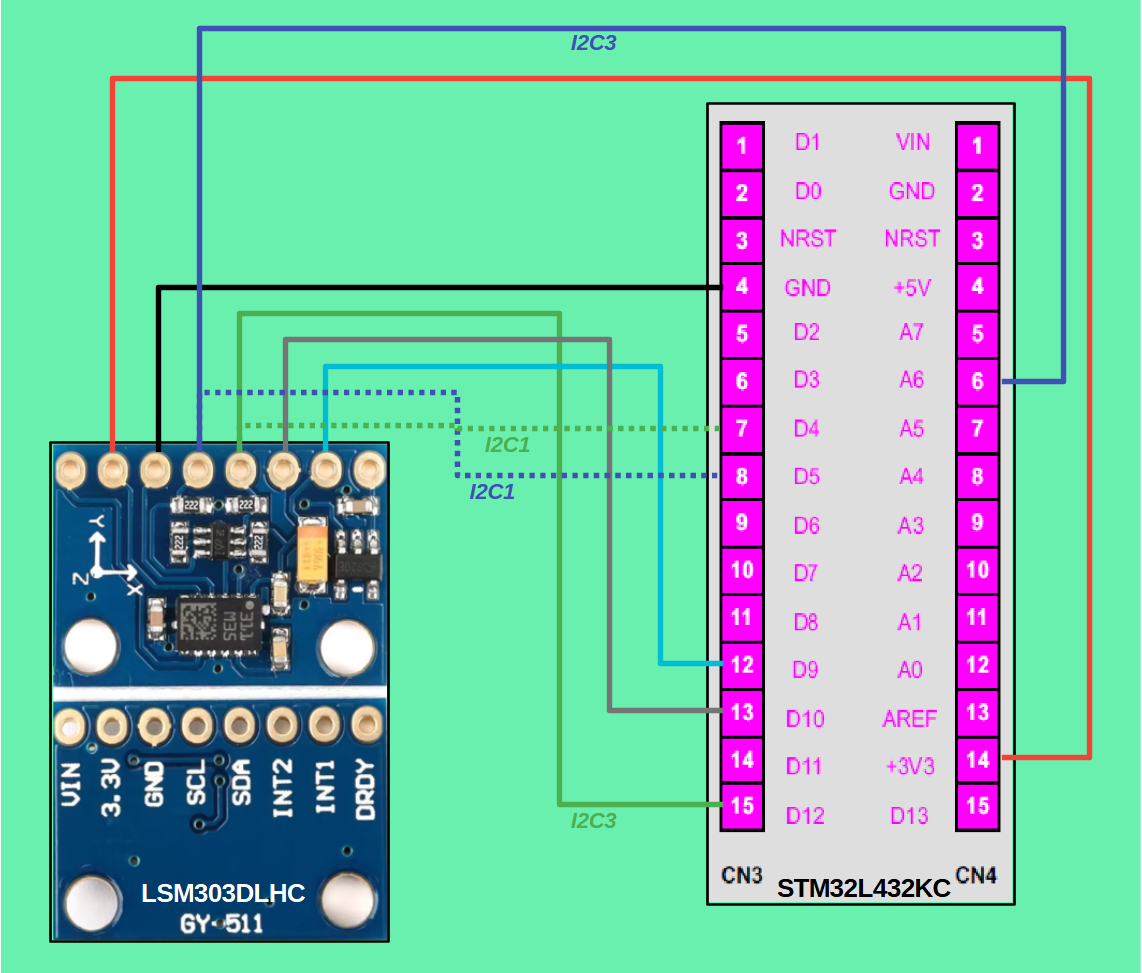 I2C3
1 D1 VIN 1
2 D0 GND 2
3 NRST NRST 3
4 GND +5V 4
5 D2 A7 5
6 D3 A6 6
7 D4 A5 7
8 D5 A4 8
9 D6 A3 9
10 D7 A2 10
11 D8 A1 11
12 D9 A0 12
13 D10 AREF 13
14 D11 +3V3 14
15 D12 D13 15
CN3 CN4
STM32L432KC
I2C1
I2C1
I2C3
222 222
222 222
Y
Z X
VIN 3.3V GND SCL SDA INT2 INT1 DRDY
LSM303DLHC
GY-511